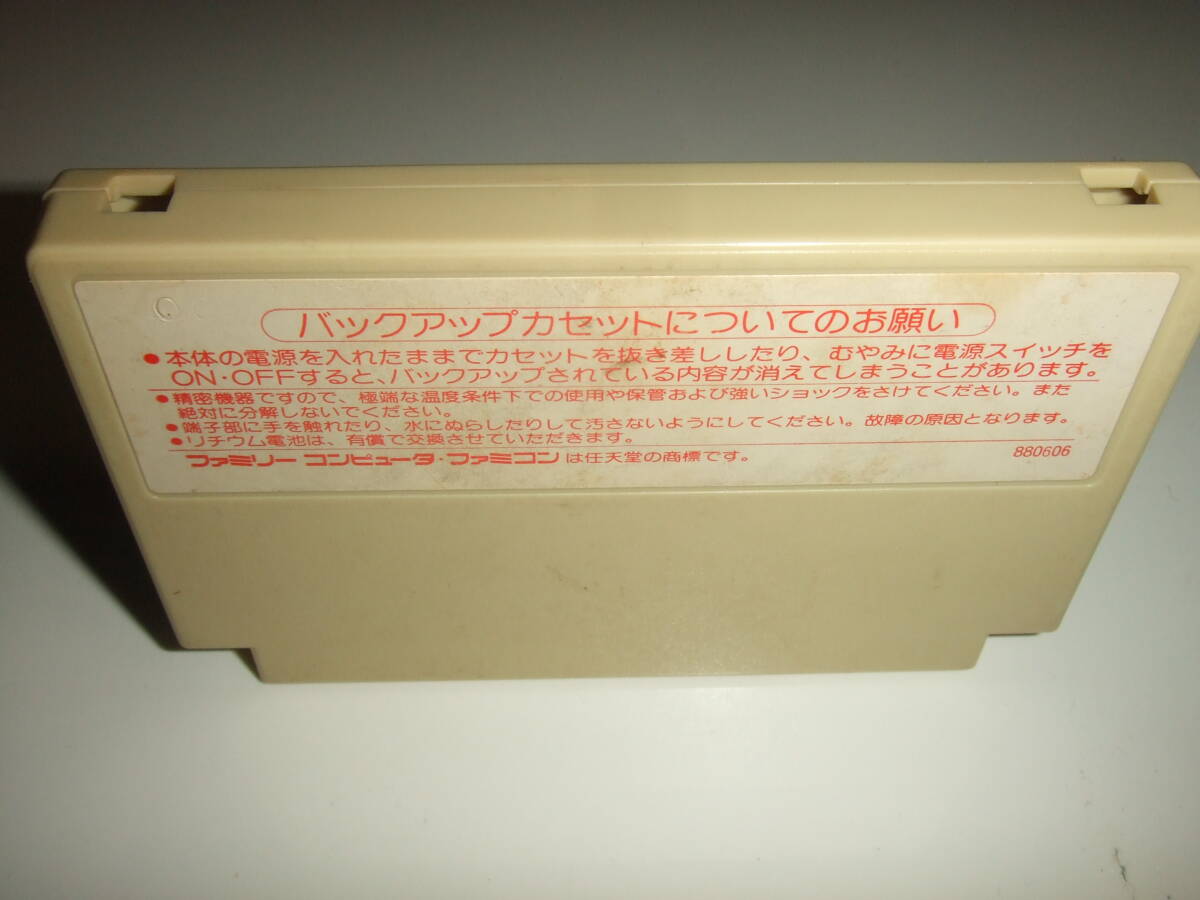 バックアップカセットについてのお願い
●本体の電源を入れたままでカセットを抜き差ししたり、むやみに電源スイッチを
ON・OFFすると、バックアップされている内容が消えてしまうことがあります。
●精密機器ですので、極端な温度条件下での使用や保管および強いショックをさけてください。また
絶対に分解しないでください。
●端子部に手を触れたり、水にぬらしたりして汚さないようにしてください。故障の原因となります。
●リチウム電池は、有償で交換させていただきます。
ファミリーコンピュータ・ファミコンは任天堂の商標です。
880606